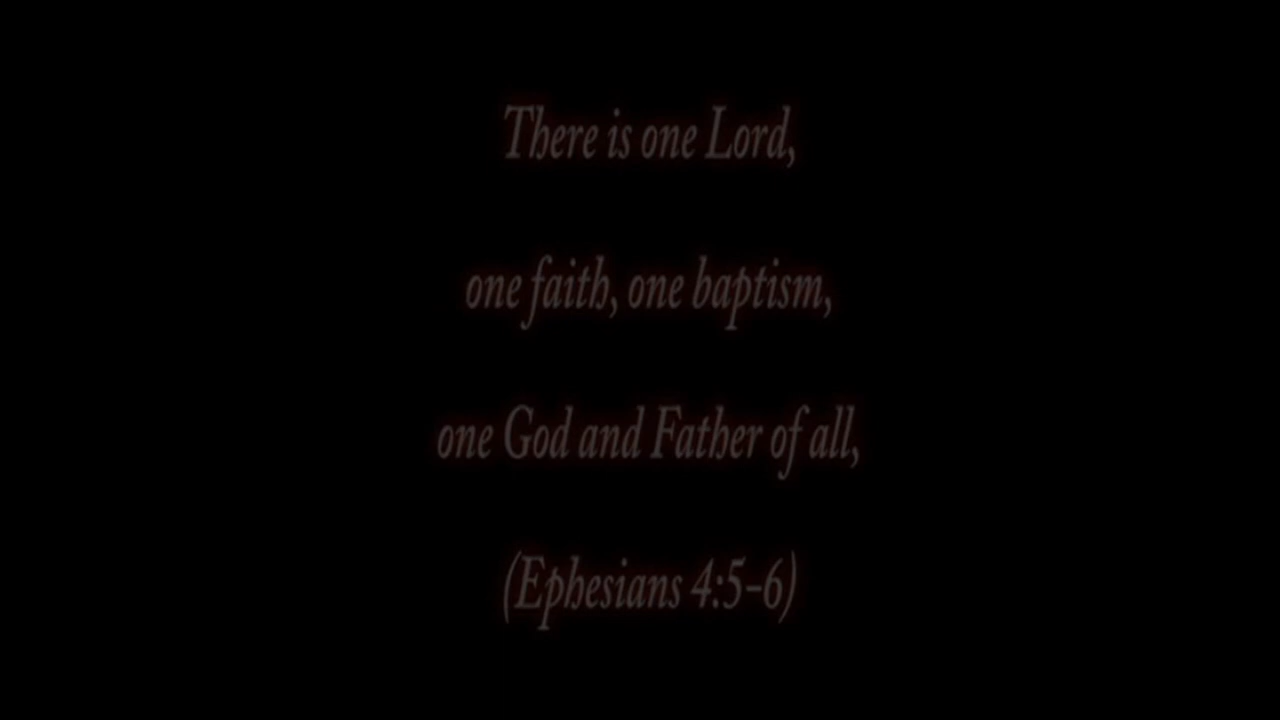 There is one Lord,
one faith, one baptism,
one God and Father of all,
(Ephesians 4:5-6)